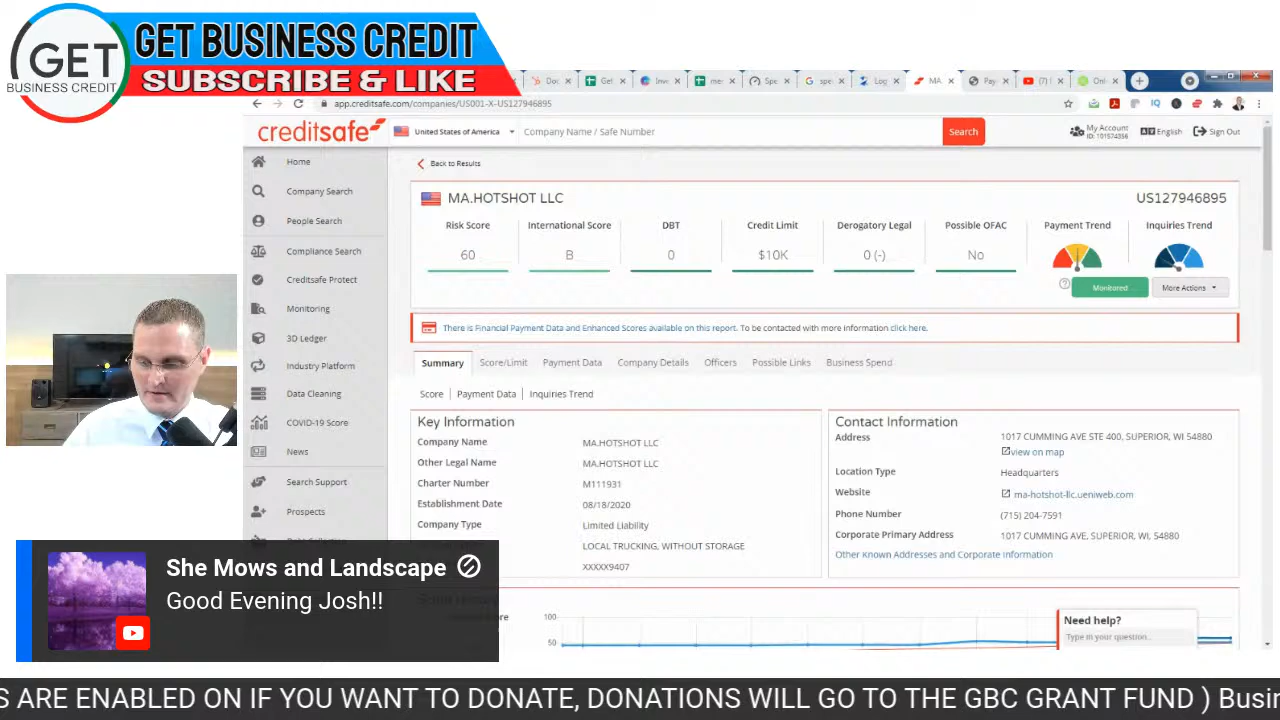 GET
BUSINESS CREDIT
GET BUSINESS CREDIT
SUBSCRIBE & LIKE
app.creditsafe.com/companies/US001-X-US127946895
creditsafe
United States of America
Company Name / Safe Number
Search
My Account
ID: 101574356
English
Sign Out
Home
Company Search
People Search
Compliance Search
Creditsafe Protect
Monitoring
3D Ledger
Industry Platform
Data Cleaning
COVID-19 Score
News
Search Support
Prospects
Back to Results
MA.HOTSHOT LLC
US127946895
Risk Score
International Score
DBT
Credit Limit
Derogatory Legal
Possible OFAC
Payment Trend
Inquiries Trend
60
B
0
$10K
0 (-)
No
Monitored
More Actions
There is Financial Payment Data and Enhanced Scores available on this report. To be contacted with more information click here.
Summary
Score/Limit
Payment Data
Company Details
Officers
Possible Links
Business Spend
Score
Payment Data
Inquiries Trend
Key Information
Company Name MA.HOTSHOT LLC
Other Legal Name MA.HOTSHOT LLC
Charter Number M111931
Establishment Date 08/18/2020
Company Type Limited Liability
LOCAL TRUCKING, WITHOUT STORAGE
XXXXX9407
Contact Information
Address 1017 CUMMING AVE STE 400, SUPERIOR, WI 54880
view on map
Location Type Headquarters
Website ma-hotshot-llc.ueniweb.com
Phone Number (715) 204-7591
Corporate Primary Address 1017 CUMMING AVE, SUPERIOR, WI, 54880
Other Known Addresses and Corporate Information
100
50
Need help?
Type in your question...
She Mows and Landscape
Good Evening Josh!!
S ARE ENABLED ON IF YOU WANT TO DONATE, DONATIONS WILL GO TO THE GBC GRANT FUND ) Busin